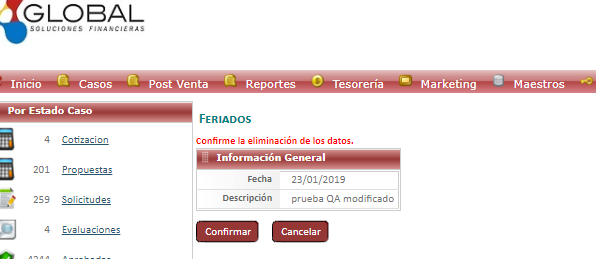 GLOBAL
SOLUCIONES FINANCIERAS
Inicio Casos Post Venta Reportes Tesorería Marketing Maestros
Por Estado Caso
4 Cotizacion
201 Propuestas
259 Solicitudes
4 Evaluaciones
FERIADOS
Confirme la eliminación de los datos.
Información General
Fecha 23/01/2019
Descripción prueba QA modificado
Confirmar Cancelar